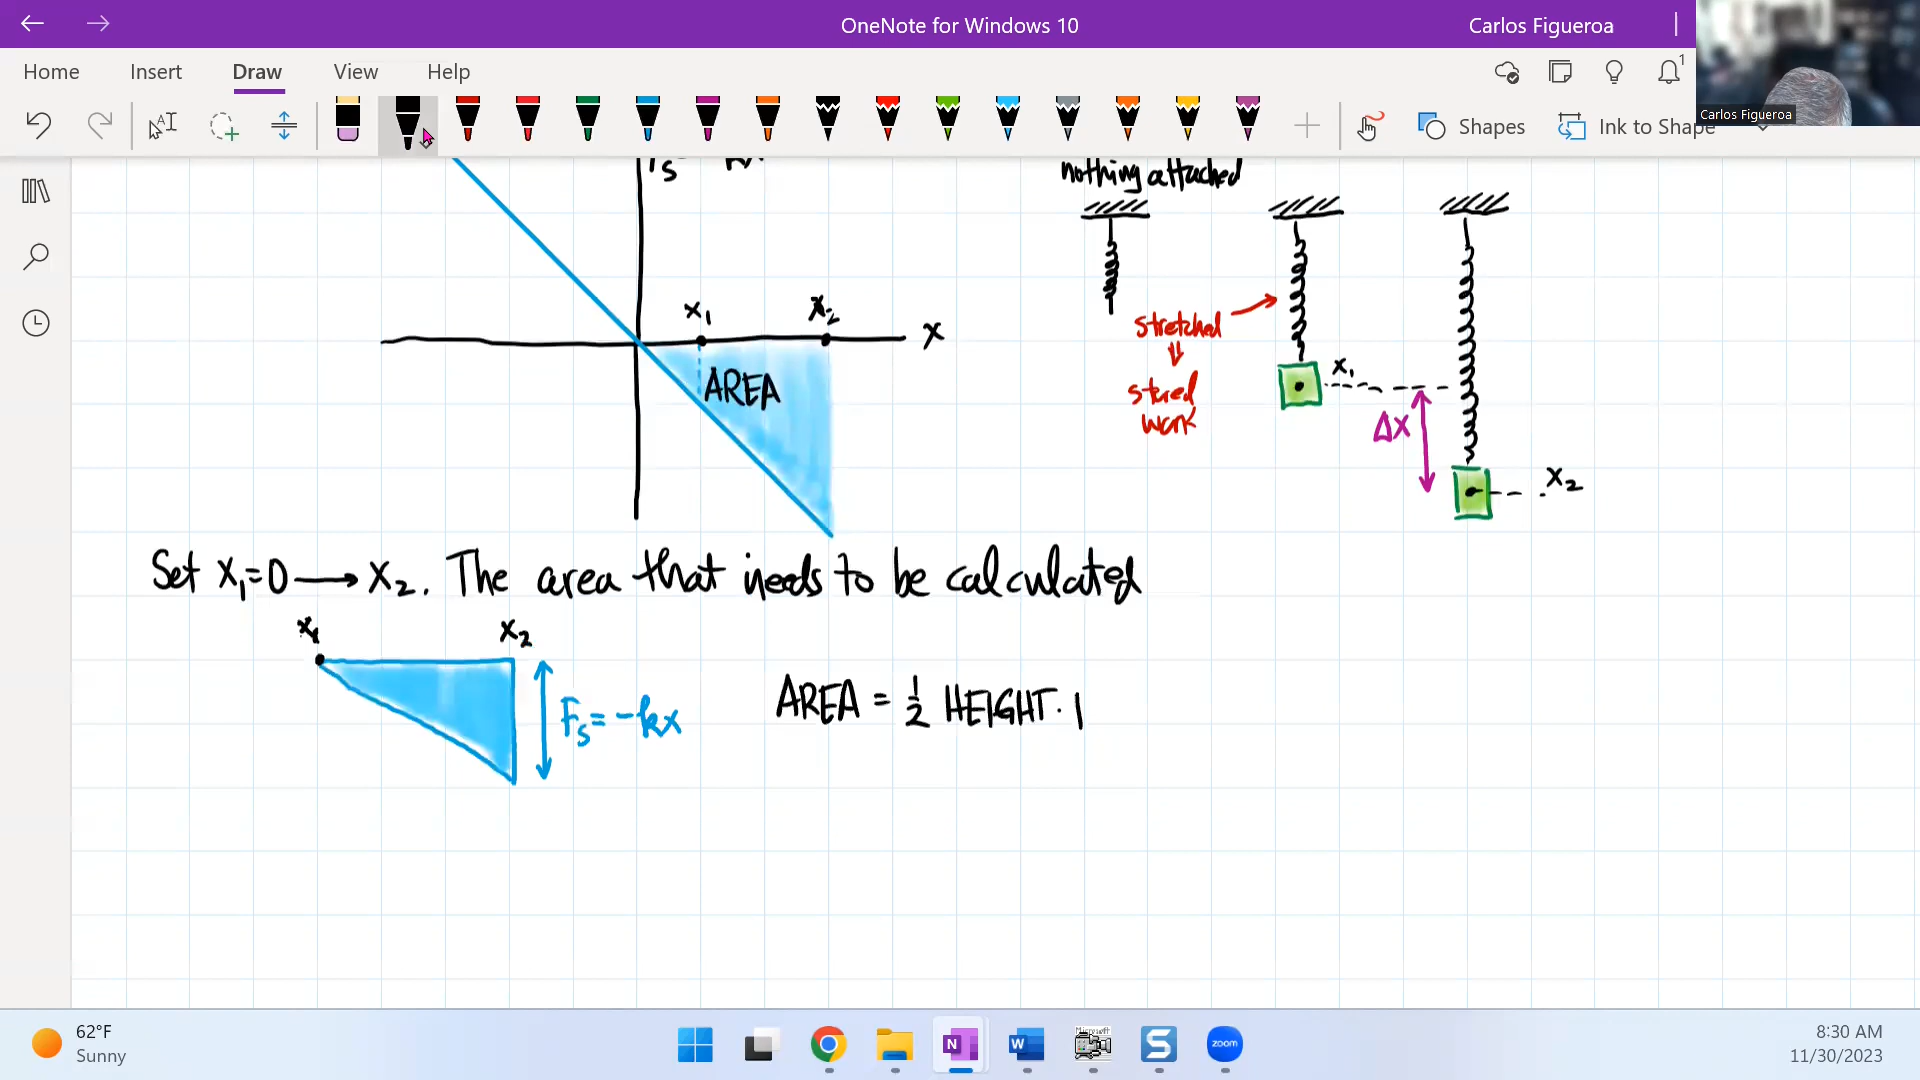 OneNote for Windows 10
Carlos Figueroa
Home Insert Draw View Help
1
Shapes
Ink to Shape
Carlos Figueroa
nothing attached
x₁
x₂
x
AREA
stretched
stored
work
x₁
Δx
x₂
Set x₁=0 → x₂. The area that needs to be calculated
x₁
x₂
Fₛ = -kx
AREA = 1/2 HEIGHT ·
62°F
Sunny
zoom
8:30 AM
11/30/2023